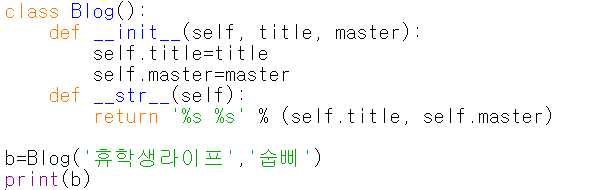 class Blog():
    def __init__(self, title, master):
        self.title=title
        self.master=master
    def __str__(self):
        return '%s %s' % (self.title, self.master)

b=Blog('휴학생라이프','숩삐')
print(b)